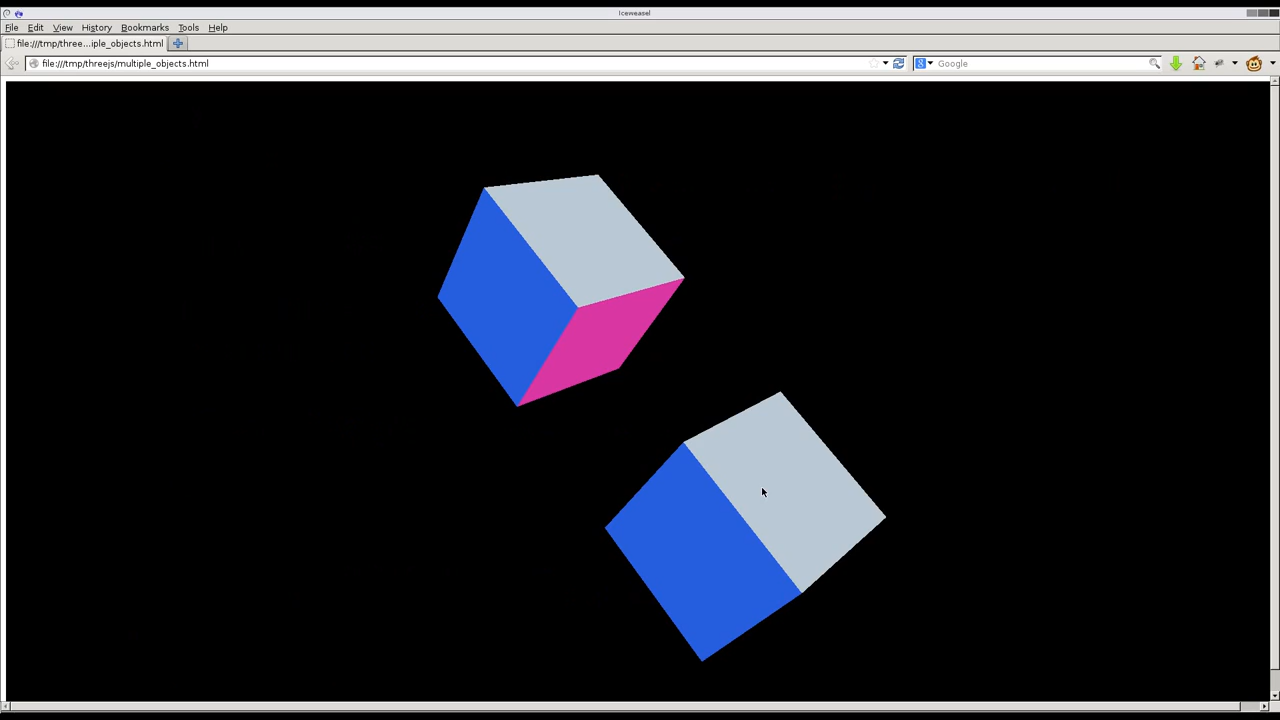 Iceweasel
File Edit View History Bookmarks Tools Help
file:///tmp/three...iple_objects.html
file:///tmp/threejs/multiple_objects.html
Google